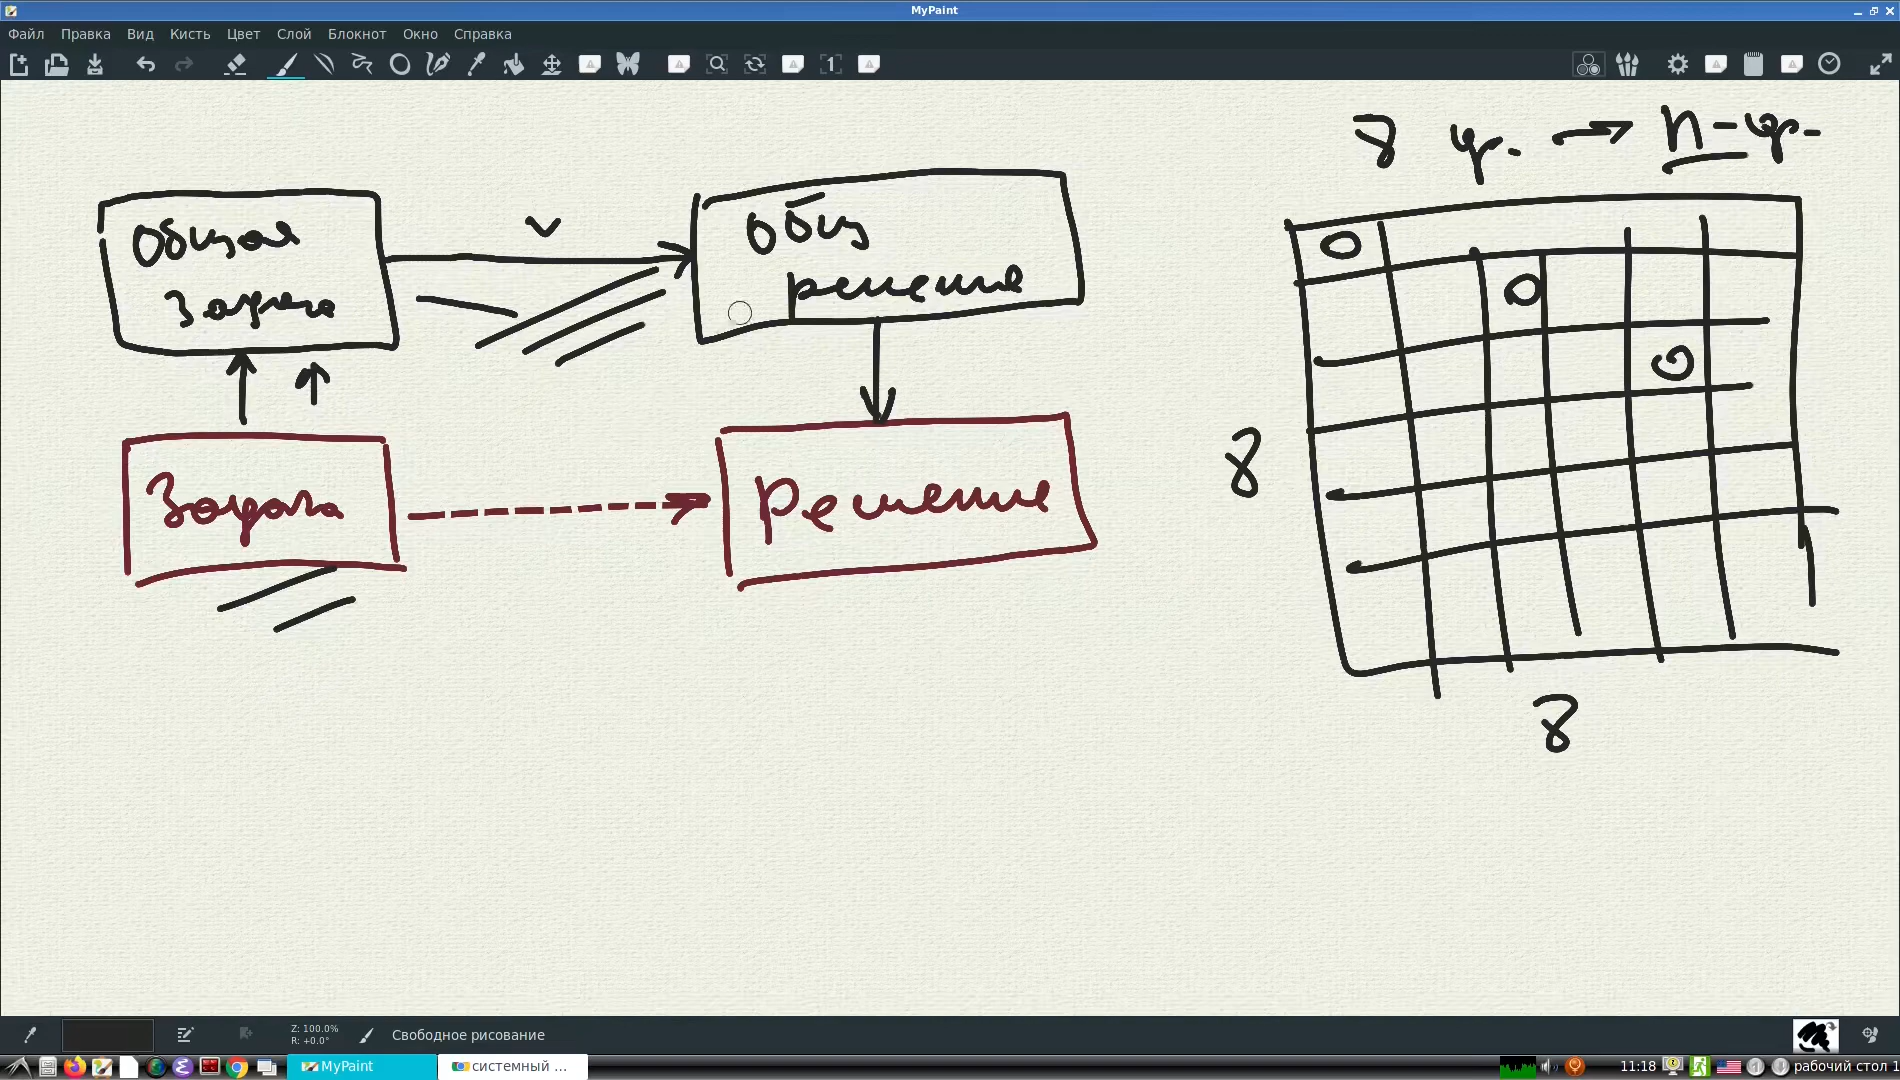 MyPaint
Файл Правка Вид Кисть Цвет Слой Блокнот Окно Справка
8 ф. → n-ф.
Общая
Задача
Общ
решение
Задача
Решение
8
8
Z: 100.0%
R: +0.0°
Свободное рисование
MyPaint
системный ...
11:18
рабочий стол 1